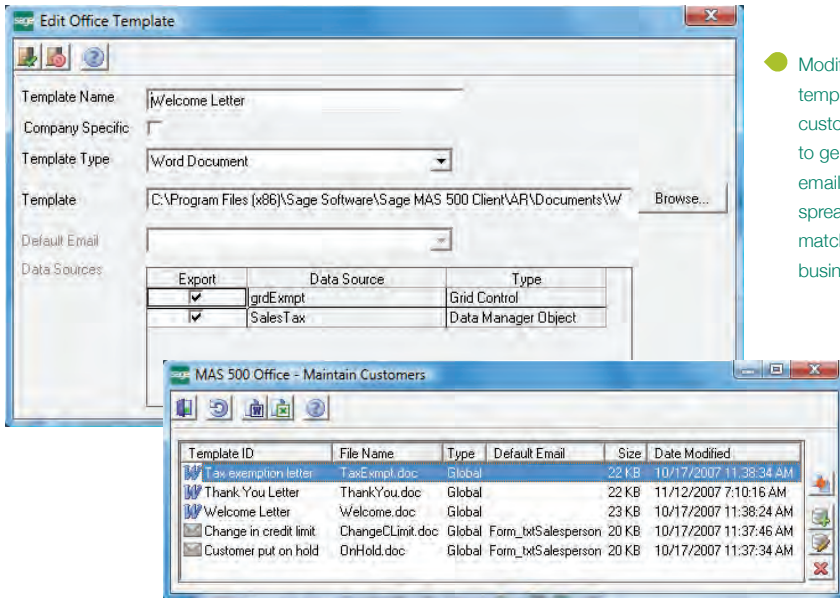 sage Edit Office Template
Template Name Welcome Letter
Company Specific
Template Type Word Document
Template C:\Program Files (x86)\Sage Software\Sage MAS 500 Client\AR\Documents\W Browse...
Default Email
Data Sources
Export Data Source Type
grdExmpt Grid Control
SalesTax Data Manager Object
sage MAS 500 Office - Maintain Customers
Template ID File Name Type Default Email Size Date Modified
Tax exemption letter TaxExmpt.doc Global 22 KB 10/17/2007 11:38:34 AM
Thank You Letter ThankYou.doc Global 22 KB 11/12/2007 7:10:16 AM
Welcome Letter Welcome.doc Global 23 KB 10/17/2007 11:38:24 AM
Change in credit limit ChangeCLimit.doc Global Form_txtSalesperson 20 KB 10/17/2007 11:37:46 AM
Customer put on hold OnHold.doc Global Form_txtSalesperson 20 KB 10/17/2007 11:37:34 AM
to